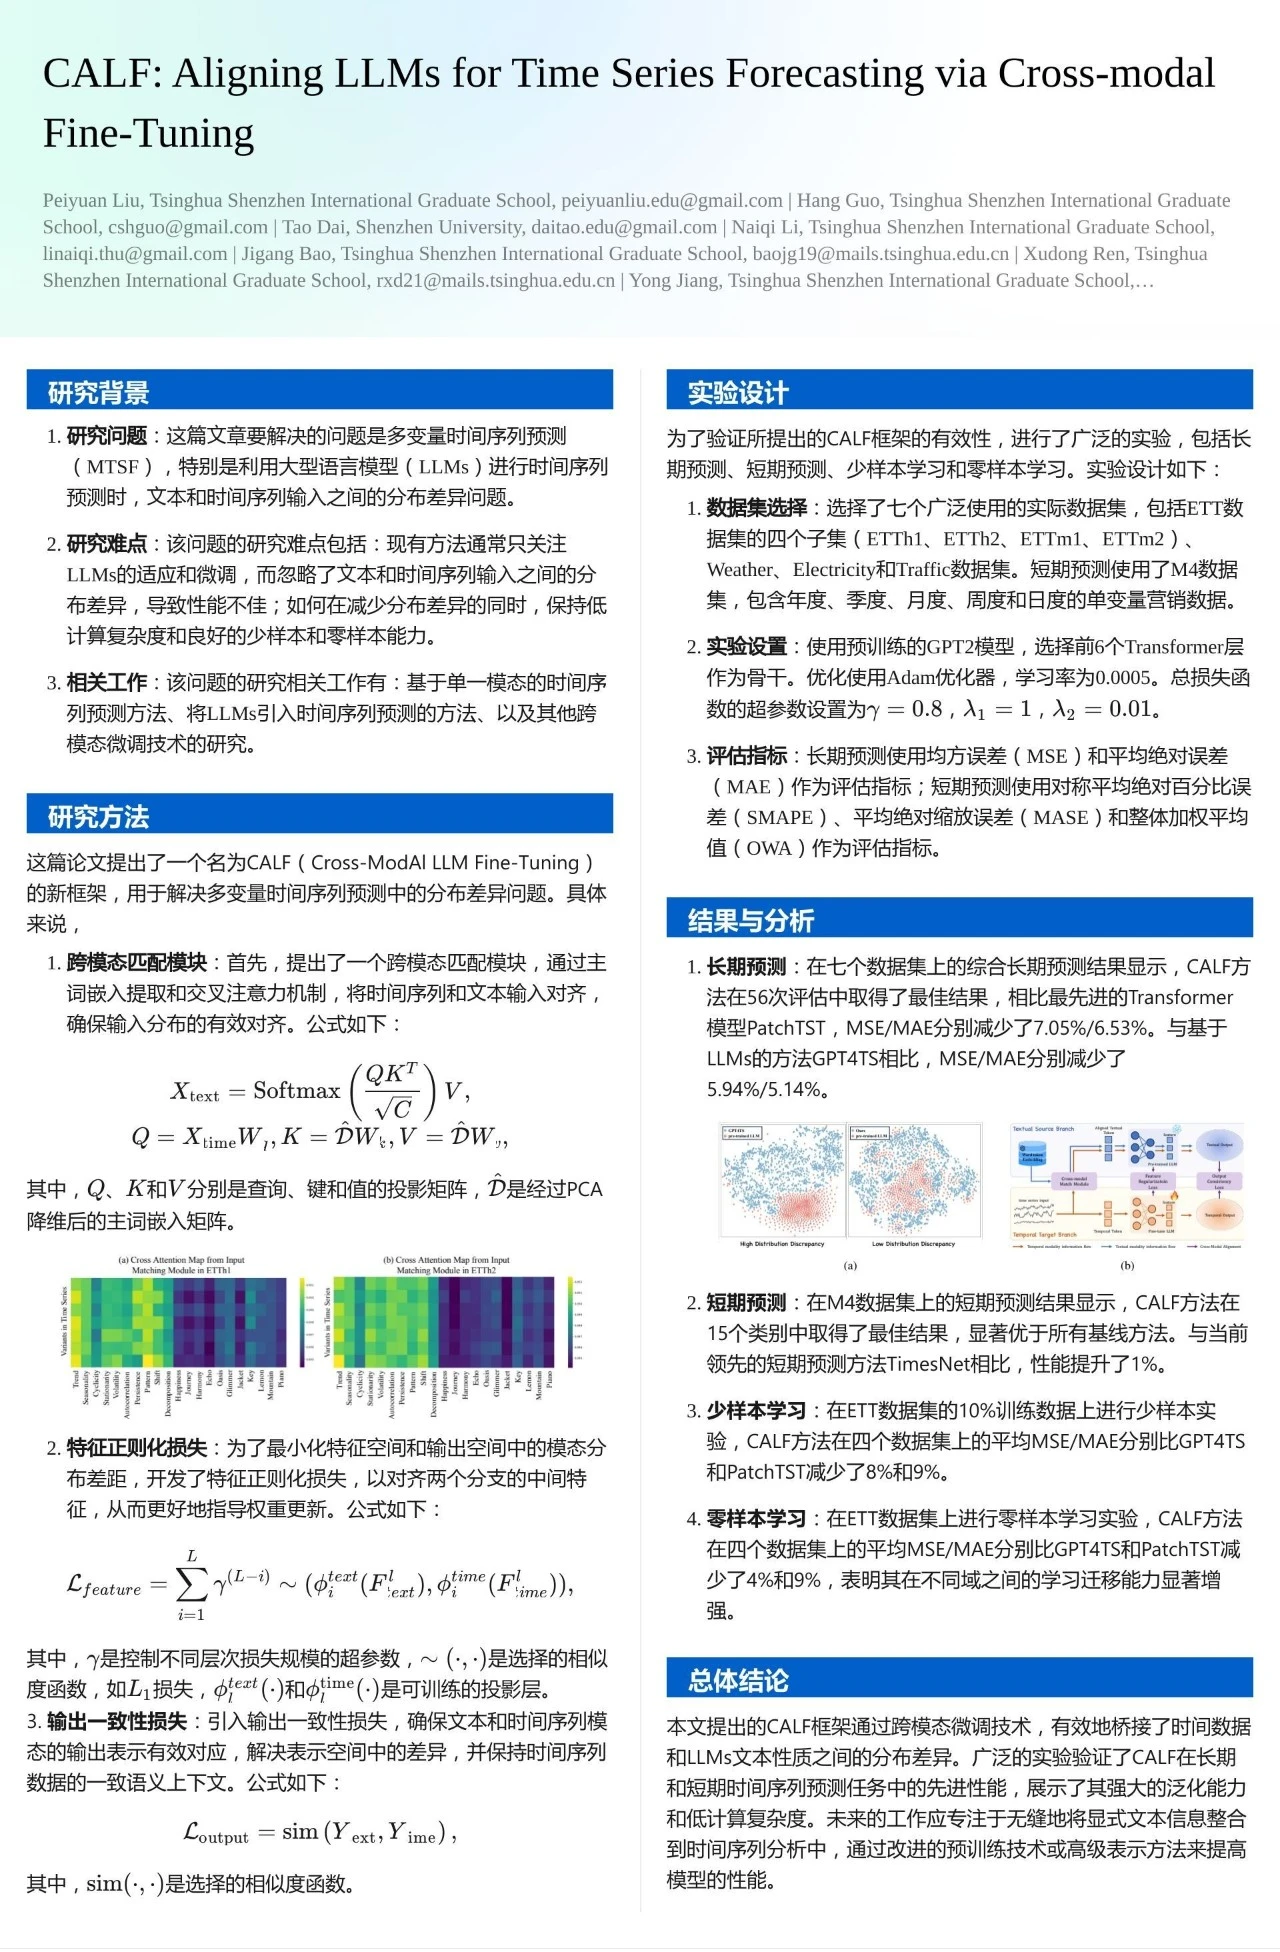 CALF: Aligning LLMs for Time Series Forecasting via Cross-modal
Fine-Tuning
Peiyuan Liu, Tsinghua Shenzhen International Graduate School, peiyuanliu.edu@gmail.com | Hang Guo, Tsinghua Shenzhen International Graduate
School, cshguo@gmail.com | Tao Dai, Shenzhen University, daitao.edu@gmail.com | Naiqi Li, Tsinghua Shenzhen International Graduate School,
linaiqi.thu@gmail.com | Jigang Bao, Tsinghua Shenzhen International Graduate School, baojg19@mails.tsinghua.edu.cn | Xudong Ren, Tsinghua
Shenzhen International Graduate School, rxd21@mails.tsinghua.edu.cn | Yong Jiang, Tsinghua Shenzhen International Graduate School,…
研究背景
1. 研究问题：这篇文章要解决的问题是多变量时间序列预测
（MTSF），特别是利用大型语言模型（LLMs）进行时间序列
预测时，文本和时间序列输入之间的分布差异问题。
2. 研究难点：该问题的研究难点包括：现有方法通常只关注
LLMs的适应和微调，而忽略了文本和时间序列输入之间的分
布差异，导致性能不佳；如何在减少分布差异的同时，保持低
计算复杂度和良好的少样本和零样本能力。
3. 相关工作：该问题的研究相关工作有：基于单一模态的时间序
列预测方法、将LLMs引入时间序列预测的方法、以及其他跨
模态微调技术的研究。
研究方法
这篇论文提出了一个名为CALF（Cross-ModAl LLM Fine-Tuning）
的新框架，用于解决多变量时间序列预测中的分布差异问题。具体
来说，
1. 跨模态匹配模块：首先，提出了一个跨模态匹配模块，通过主
词嵌入提取和交叉注意力机制，将时间序列和文本输入对齐，
确保输入分布的有效对齐。公式如下：
X_text = Softmax (QK^T / √C) V,
Q = X_time W_, K = D̂W_, V = D̂W_,
其中，Q、K和V分别是查询、键和值的投影矩阵，D̂是经过PCA
降维后的主词嵌入矩阵。
(a) Cross Attention Map from Input
Matching Module in ETTh1
Variants in Time Series
Trend
Seasonality
Cyclicity
Stationarity
Volatility
Autocorrelation
Persistence
Pattern
Shift
Decomposition
Happiness
Journey
Harmony
Echo
Oasis
Glimmer
Jacket
Key
Lemon
Mountain
Piano
(b) Cross Attention Map from Input
Matching Module in ETTh2
Variants in Time Series
Trend
Seasonality
Cyclicity
Stationarity
Volatility
Autocorrelation
Persistence
Pattern
Shift
Decomposition
Happiness
Journey
Harmony
Echo
Oasis
Glimmer
Jacket
Key
Lemon
Mountain
Piano
2. 特征正则化损失：为了最小化特征空间和输出空间中的模态分
布差距，开发了特征正则化损失，以对齐两个分支的中间特
征，从而更好地指导权重更新。公式如下：
L_feature = ∑_{i=1}^{L} γ^(L−i) ∼ (ϕ_i^text(F_ext^l), ϕ_i^time(F_ime^l)),
其中，γ是控制不同层次损失规模的超参数，∼ (·,·)是选择的相似
度函数，如L₁损失，ϕ_l^text(·)和ϕ_l^time(·)是可训练的投影层。
3. 输出一致性损失：引入输出一致性损失，确保文本和时间序列模
态的输出表示有效对应，解决表示空间中的差异，并保持时间序列
数据的一致语义上下文。公式如下：
L_output = sim (Y_ext, Y_ime) ,
其中，sim(·,·)是选择的相似度函数。
实验设计
为了验证所提出的CALF框架的有效性，进行了广泛的实验，包括长
期预测、短期预测、少样本学习和零样本学习。实验设计如下：
1. 数据集选择：选择了七个广泛使用的实际数据集，包括ETT数
据集的四个子集（ETTh1、ETTh2、ETTm1、ETTm2）、
Weather、Electricity和Traffic数据集。短期预测使用了M4数据
集，包含年度、季度、月度、周度和日度的单变量营销数据。
2. 实验设置：使用预训练的GPT2模型，选择前6个Transformer层
作为骨干。优化使用Adam优化器，学习率为0.0005。总损失函
数的超参数设置为γ = 0.8，λ₁ = 1，λ₂ = 0.01。
3. 评估指标：长期预测使用均方误差（MSE）和平均绝对误差
（MAE）作为评估指标；短期预测使用对称平均绝对百分比误
差（SMAPE）、平均绝对缩放误差（MASE）和整体加权平均
值（OWA）作为评估指标。
结果与分析
1. 长期预测：在七个数据集上的综合长期预测结果显示，CALF方
法在56次评估中取得了最佳结果，相比最先进的Transformer
模型PatchTST，MSE/MAE分别减少了7.05%/6.53%。与基于
LLMs的方法GPT4TS相比，MSE/MAE分别减少了
5.94%/5.14%。
GPT4TS
pre-trained LLM
Ours
pre-trained LLM
High Distribution Discrepancy
Low Distribution Discrepancy
(a)
Textual Source Branch
Aligned Textual
Token
Pre-trained LLM
Textual Output
Cross-modal
Match Module
Feature
Regularization
Loss
Output
Consistency
Loss
Temporal Token
Temporal Output
Temporal Target Branch
Cross-Modal Alignment
(b)
2. 短期预测：在M4数据集上的短期预测结果显示，CALF方法在
15个类别中取得了最佳结果，显著优于所有基线方法。与当前
领先的短期预测方法TimesNet相比，性能提升了1%。
3. 少样本学习：在ETT数据集的10%训练数据上进行少样本实
验，CALF方法在四个数据集上的平均MSE/MAE分别比GPT4TS
和PatchTST减少了8%和9%。
4. 零样本学习：在ETT数据集上进行零样本学习实验，CALF方法
在四个数据集上的平均MSE/MAE分别比GPT4TS和PatchTST减
少了4%和9%，表明其在不同域之间的学习迁移能力显著增
强。
总体结论
本文提出的CALF框架通过跨模态微调技术，有效地桥接了时间数据
和LLMs文本性质之间的分布差异。广泛的实验验证了CALF在长期
和短期时间序列预测任务中的先进性能，展示了其强大的泛化能力
和低计算复杂度。未来的工作应专注于无缝地将显式文本信息整合
到时间序列分析中，通过改进的预训练技术或高级表示方法来提高
模型的性能。